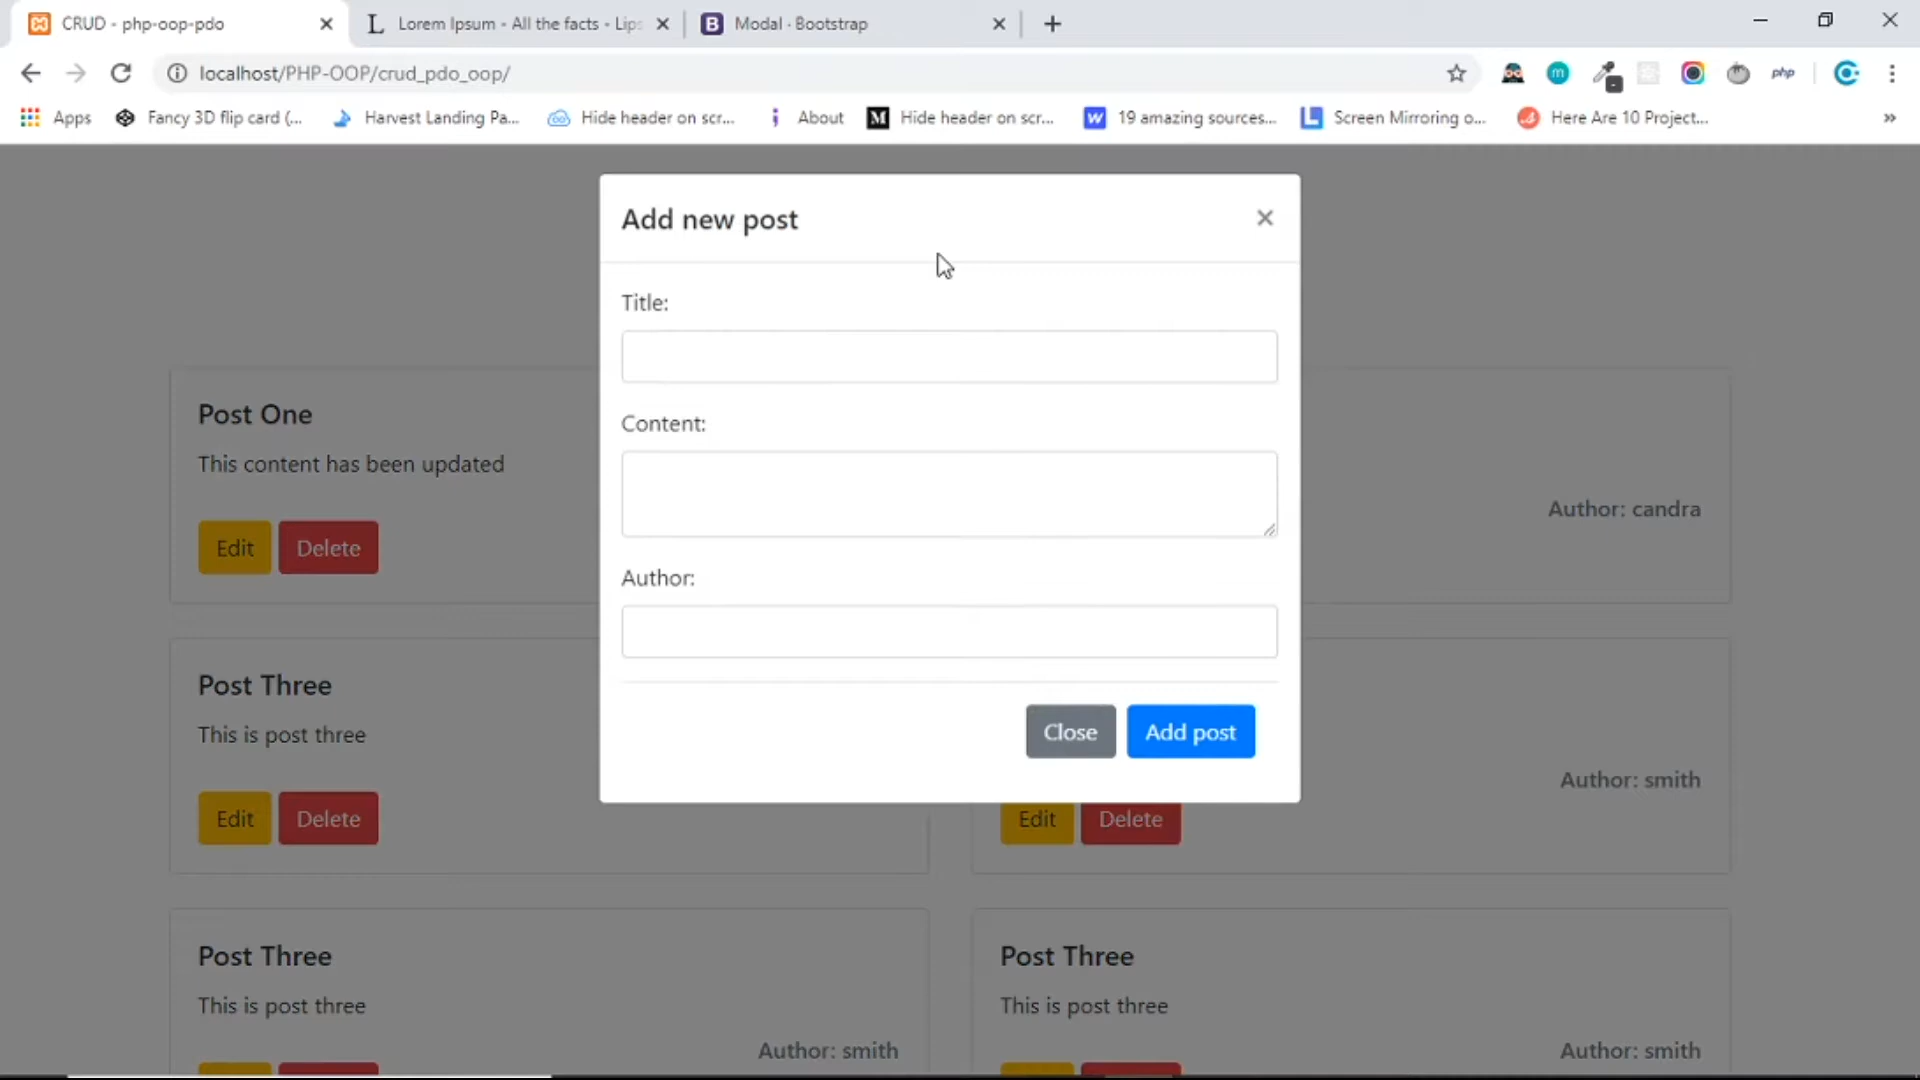 CRUD - php-oop-pdo
Lorem Ipsum - All the facts - Lips
Modal · Bootstrap
localhost/PHP-OOP/crud_pdo_oop/
php
Apps
Fancy 3D flip card (...
Harvest Landing Pa...
Hide header on scr...
About
Hide header on scr...
19 amazing sources...
Screen Mirroring o...
Here Are 10 Project...
»
Add new post
×
Title:
Content:
Author:
Close
Add post
Post One
This content has been updated
Author: candra
Edit
Delete
Post Three
This is post three
Author: smith
Edit
Delete
Edit
Delete
Post Three
This is post three
Author: smith
Post Three
This is post three
Author: smith